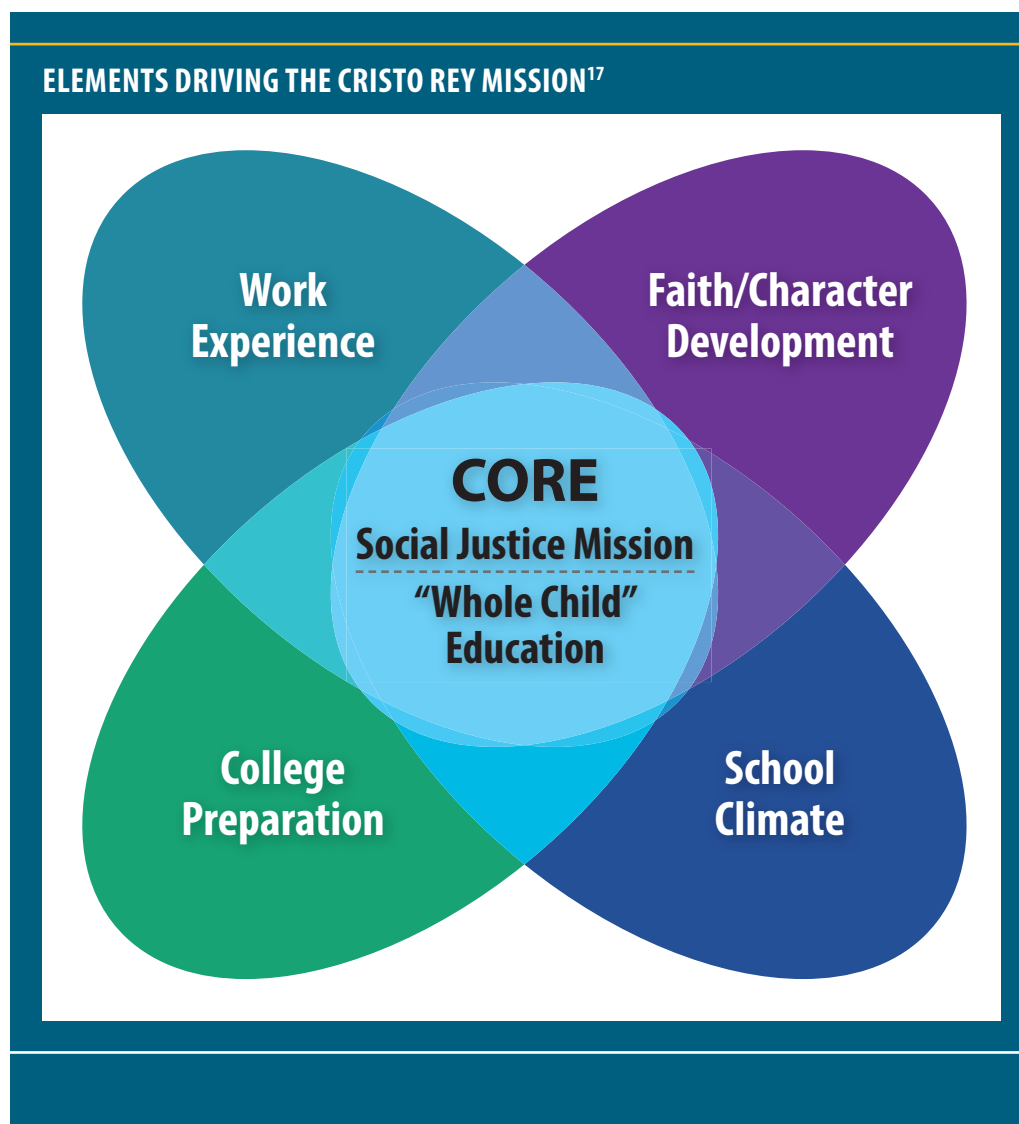 ELEMENTS DRIVING THE CRISTO REY MISSION17
Work
Experience
Faith/Character
Development
CORE
Social Justice Mission
“Whole Child”
Education
College
Preparation
School
Climate